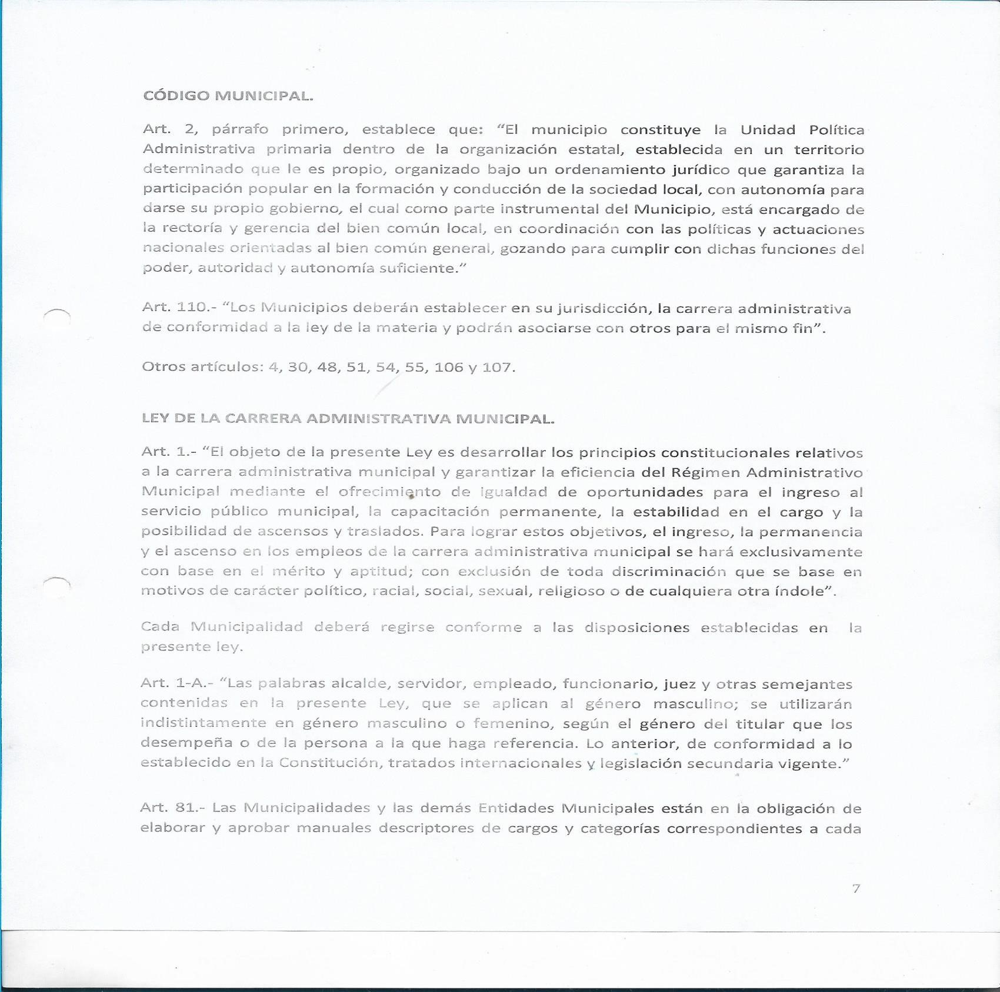 CÓDIGO MUNICIPAL.
Art. 2, párrafo primero, establece que: “El municipio constituye la Unidad Política
Administrativa primaria dentro de la organización estatal, establecida en un territorio
determinado que le es propio, organizado bajo un ordenamiento jurídico que garantiza la
participación popular en la formación y conducción de la sociedad local, con autonomía para
darse su propio gobierno, el cual como parte instrumental del Municipio, está encargado de
la rectoría y gerencia del bien común local, en coordinación con las políticas y actuaciones
nacionales orientadas al bien común general, gozando para cumplir con dichas funciones del
poder, autoridad y autonomía suficiente.”
Art. 110.- “Los Municipios deberán establecer en su jurisdicción, la carrera administrativa
de conformidad a la ley de la materia y podrán asociarse con otros para el mismo fin”.
Otros artículos: 4, 30, 48, 51, 54, 55, 106 y 107.
LEY DE LA CARRERA ADMINISTRATIVA MUNICIPAL.
Art. 1.- “El objeto de la presente Ley es desarrollar los principios constitucionales relativos
a la carrera administrativa municipal y garantizar la eficiencia del Régimen Administrativo
Municipal mediante el ofrecimiento de igualdad de oportunidades para el ingreso al
servicio público municipal, la capacitación permanente, la estabilidad en el cargo y la
posibilidad de ascensos y traslados. Para lograr estos objetivos, el ingreso, la permanencia
y el ascenso en los empleos de la carrera administrativa municipal se hará exclusivamente
con base en el mérito y aptitud; con exclusión de toda discriminación que se base en
motivos de carácter político, racial, social, sexual, religioso o de cualquiera otra índole”.
Cada Municipalidad deberá regirse conforme a las disposiciones establecidas en la
presente ley.
Art. 1-A.- “Las palabras alcalde, servidor, empleado, funcionario, juez y otras semejantes
contenidas en la presente Ley, que se aplican al género masculino; se utilizarán
indistintamente en género masculino o femenino, según el género del titular que los
desempeña o de la persona a la que haga referencia. Lo anterior, de conformidad a lo
establecido en la Constitución, tratados internacionales y legislación secundaria vigente.”
Art. 81.- Las Municipalidades y las demás Entidades Municipales están en la obligación de
elaborar y aprobar manuales descriptores de cargos y categorías correspondientes a cada
7